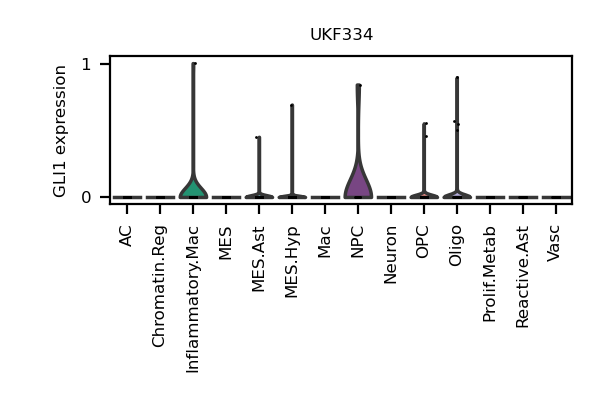 UKF334
GLI1 expression
1
0
AC
Chromatin.Reg
Inflammatory.Mac
MES
MES.Ast
MES.Hyp
Mac
NPC
Neuron
OPC
Oligo
Prolif.Metab
Reactive.Ast
Vasc